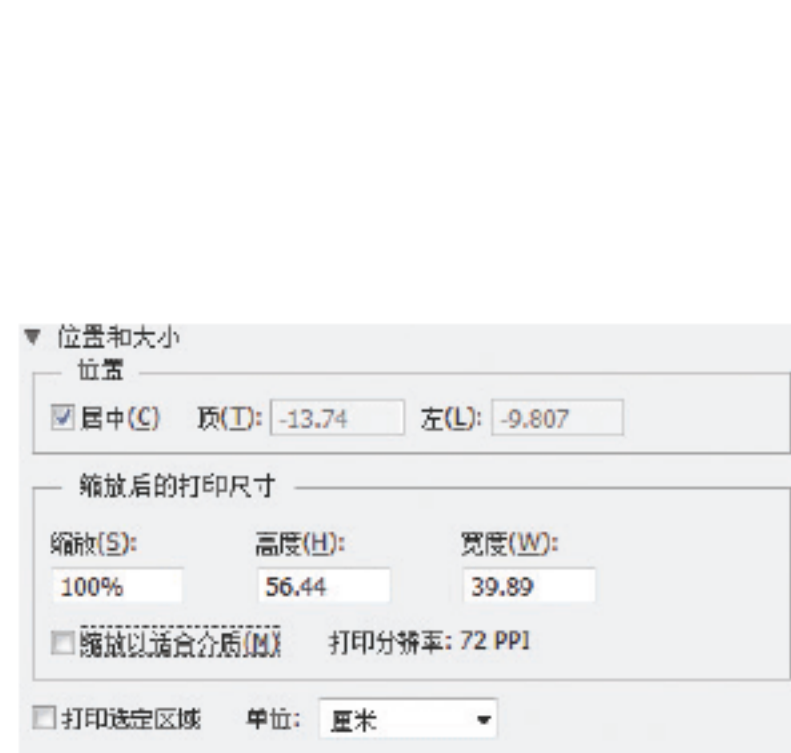 ▼ 位置和大小
位置
居中(C) 顶(T): -13.74 左(L): -9.807
缩放后的打印尺寸
缩放(S): 高度(H): 宽度(W):
100% 56.44 39.89
缩放以适合介质(M) 打印分辨率: 72 PPI
打印选定区域 单位: 厘米